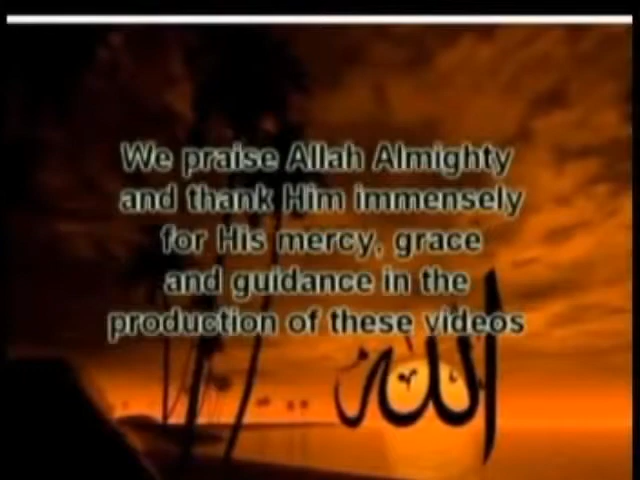 We praise Allah Almighty
and thank Him immensely
for His mercy, grace
and guidance in the
production of these videos
الله